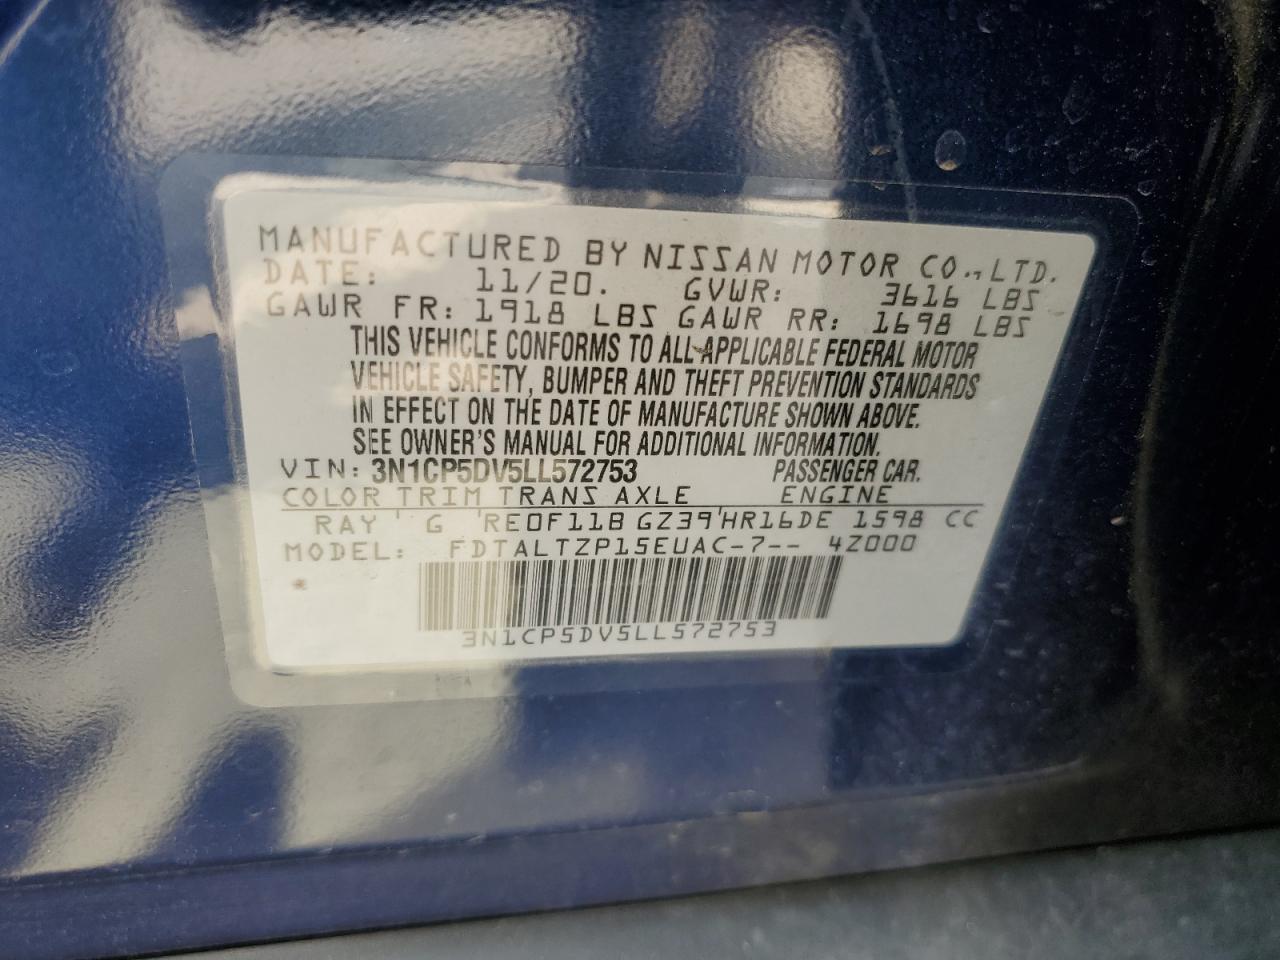 MANUFACTURED BY NISSAN MOTOR CO.,LTD.
DATE: 11/20. GVWR: 3616 LBS
GAWR FR: 1918 LBS GAWR RR: 1698 LBS
THIS VEHICLE CONFORMS TO ALL APPLICABLE FEDERAL MOTOR
VEHICLE SAFETY, BUMPER AND THEFT PREVENTION STANDARDS
IN EFFECT ON THE DATE OF MANUFACTURE SHOWN ABOVE.
SEE OWNER'S MANUAL FOR ADDITIONAL INFORMATION.
VIN: 3N1CP5DV5LL572753 PASSENGER CAR.
COLOR TRIM TRANS AXLE ENGINE
RAY ' G ' RE0F11B GZ39'HR16DE 1598 CC
MODEL: FDTALTZP15EUAC-7-- 4Z000
*
3N1CP5DV5LL572753